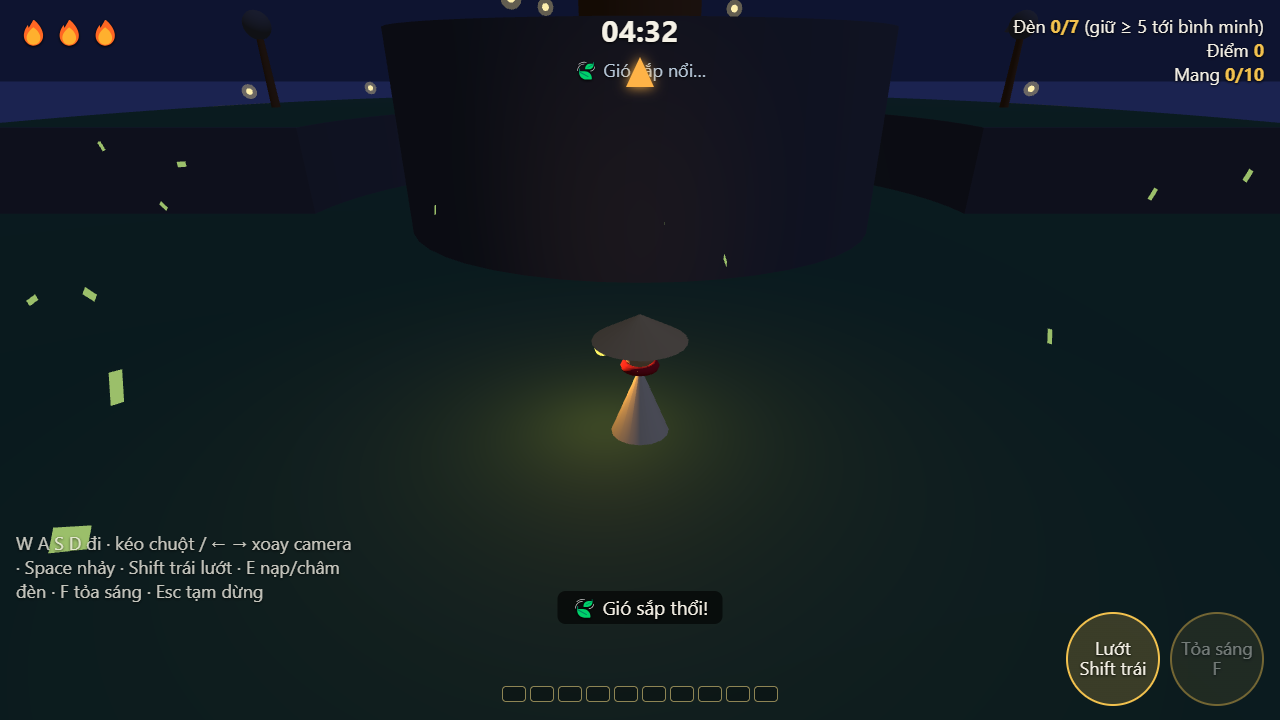 04:32
Gió sắp nổi...
Đèn 0/7 (giữ ≥ 5 tới bình minh)
Điểm 0
Mang 0/10
W A S D đi · kéo chuột / ← → xoay camera
· Space nhảy · Shift trái lướt · E nạp/châm
đèn · F tỏa sáng · Esc tạm dừng
Gió sắp thổi!
Lướt
Shift trái
Tỏa sáng
F